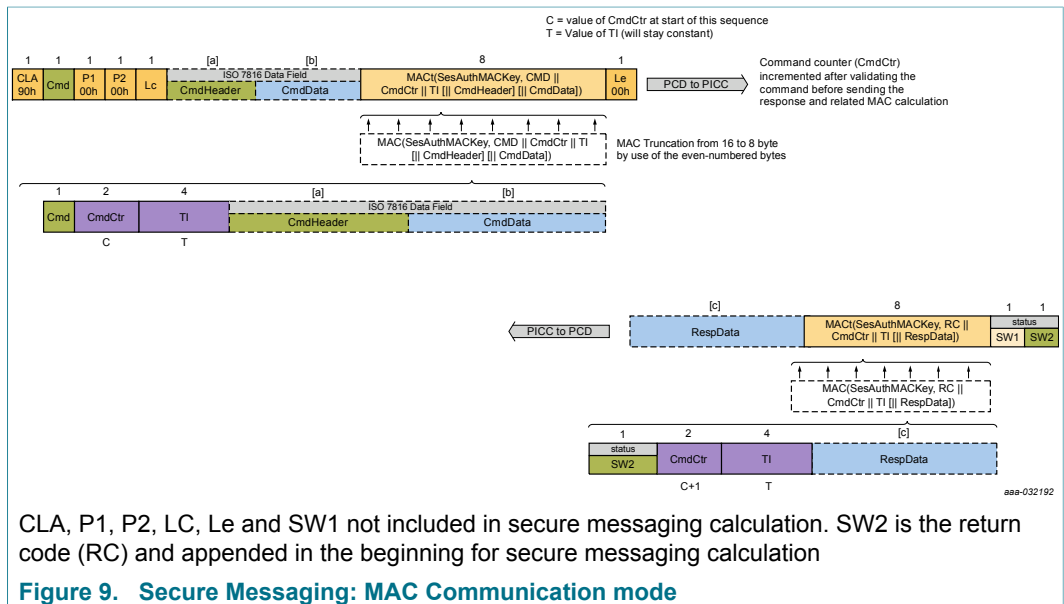 C = value of CmdCtr at start of this sequence
T = Value of TI (will stay constant)
1 1 1 1 1 [a] [b] 8 1
CLA 90h
Cmd
P1 00h
P2 00h
Lc
ISO 7816 Data Field
CmdHeader
CmdData
MACt(SesAuthMACKey, CMD ||
CmdCtr || TI [|| CmdHeader] [|| CmdData])
Le 00h
PCD to PICC
Command counter (CmdCtr)
incremented after validating the
command before sending the
response and related MAC calculation
MAC(SesAuthMACKey, CMD || CmdCtr || TI
[|| CmdHeader] [|| CmdData])
MAC Truncation from 16 to 8 byte
by use of the even-numbered bytes
1 2 4 [a] [b]
Cmd
CmdCtr
TI
ISO 7816 Data Field
CmdHeader
CmdData
C
T
[c] 8 1 1
PICC to PCD
RespData
MACt(SesAuthMACKey, RC ||
CmdCtr || TI [|| RespData])
status
SW1
SW2
MAC(SesAuthMACKey, RC ||
CmdCtr || TI [|| RespData])
1 2 4 [c]
status
SW2
CmdCtr
TI
RespData
C+1
T
aaa-032192
CLA, P1, P2, LC, Le and SW1 not included in secure messaging calculation. SW2 is the return
code (RC) and appended in the beginning for secure messaging calculation
Figure 9. Secure Messaging: MAC Communication mode